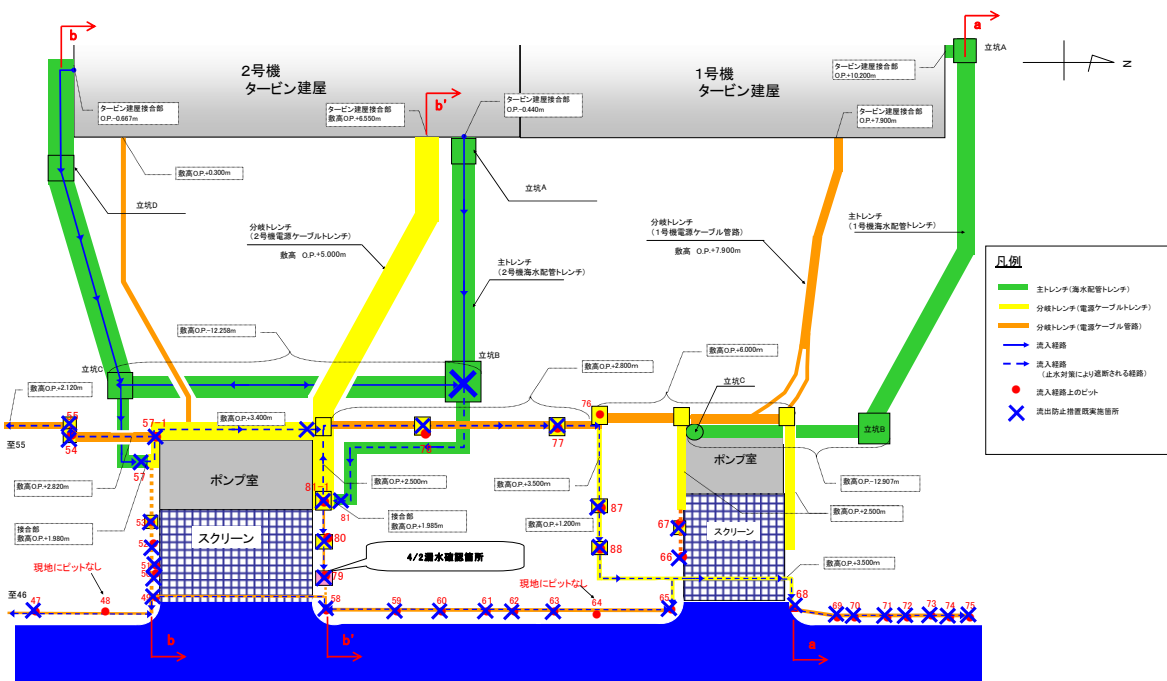 b
a
立坑A
2号機
タービン建屋
1号機
タービン建屋
タービン建屋接合部
O.P.+10.200m
N
タービン建屋接合部
O.P-0.667m
タービン建屋接合部
敷高O.P.+6.550m
b'
タービン建屋接合部
O.P-0.440m
タービン建屋接合部
O.P.+7.900m
敷高O.P.+0.300m
立坑D
立坑A
分岐トレンチ
(2号機電源ケーブルトレンチ)
敷高 O.P.+5.000m
分岐トレンチ
(1号機電源ケーブル管路)
敷高 O.P.+7.900m
主トレンチ
(1号機海水配管トレンチ)
主トレンチ
(2号機海水配管トレンチ)
凡例
主トレンチ(海水配管トレンチ)
分岐トレンチ(電源ケーブルトレンチ)
分岐トレンチ(電源ケーブル管路)
流入経路
流入経路
(止水対策により遮断される経路)
流入経路上のピット
流出防止措置既実施箇所
敷高O.P.-12.258m
立坑C
立坑B
敷高O.P.+2.800m
敷高O.P.+6.000m
立坑C
敷高O.P.+2.120m
55
57-1
敷高O.P.+3.400m
76
77
立坑B
至55
54
57
ポンプ室
ポンプ室
敷高O.P.+2.820m
敷高O.P.+2.500m
敷高O.P.+3.500m
敷高O.P.-12.907m
敷高O.P.+2.500m
81-1
81
87
接合部
敷高O.P.+1.980m
53
52
接合部
敷高O.P.+1.985m
敷高O.P.+1.200m
67
スクリーン
スクリーン
80
88
66
4/2漏水確認箇所
51
79
敷高O.P.+3.500m
現地にピットなし
現地にピットなし
至46
47
48
58
59
60
61
62
63
64
65
68
69
70
71
72
73
74
75
b
b'
a